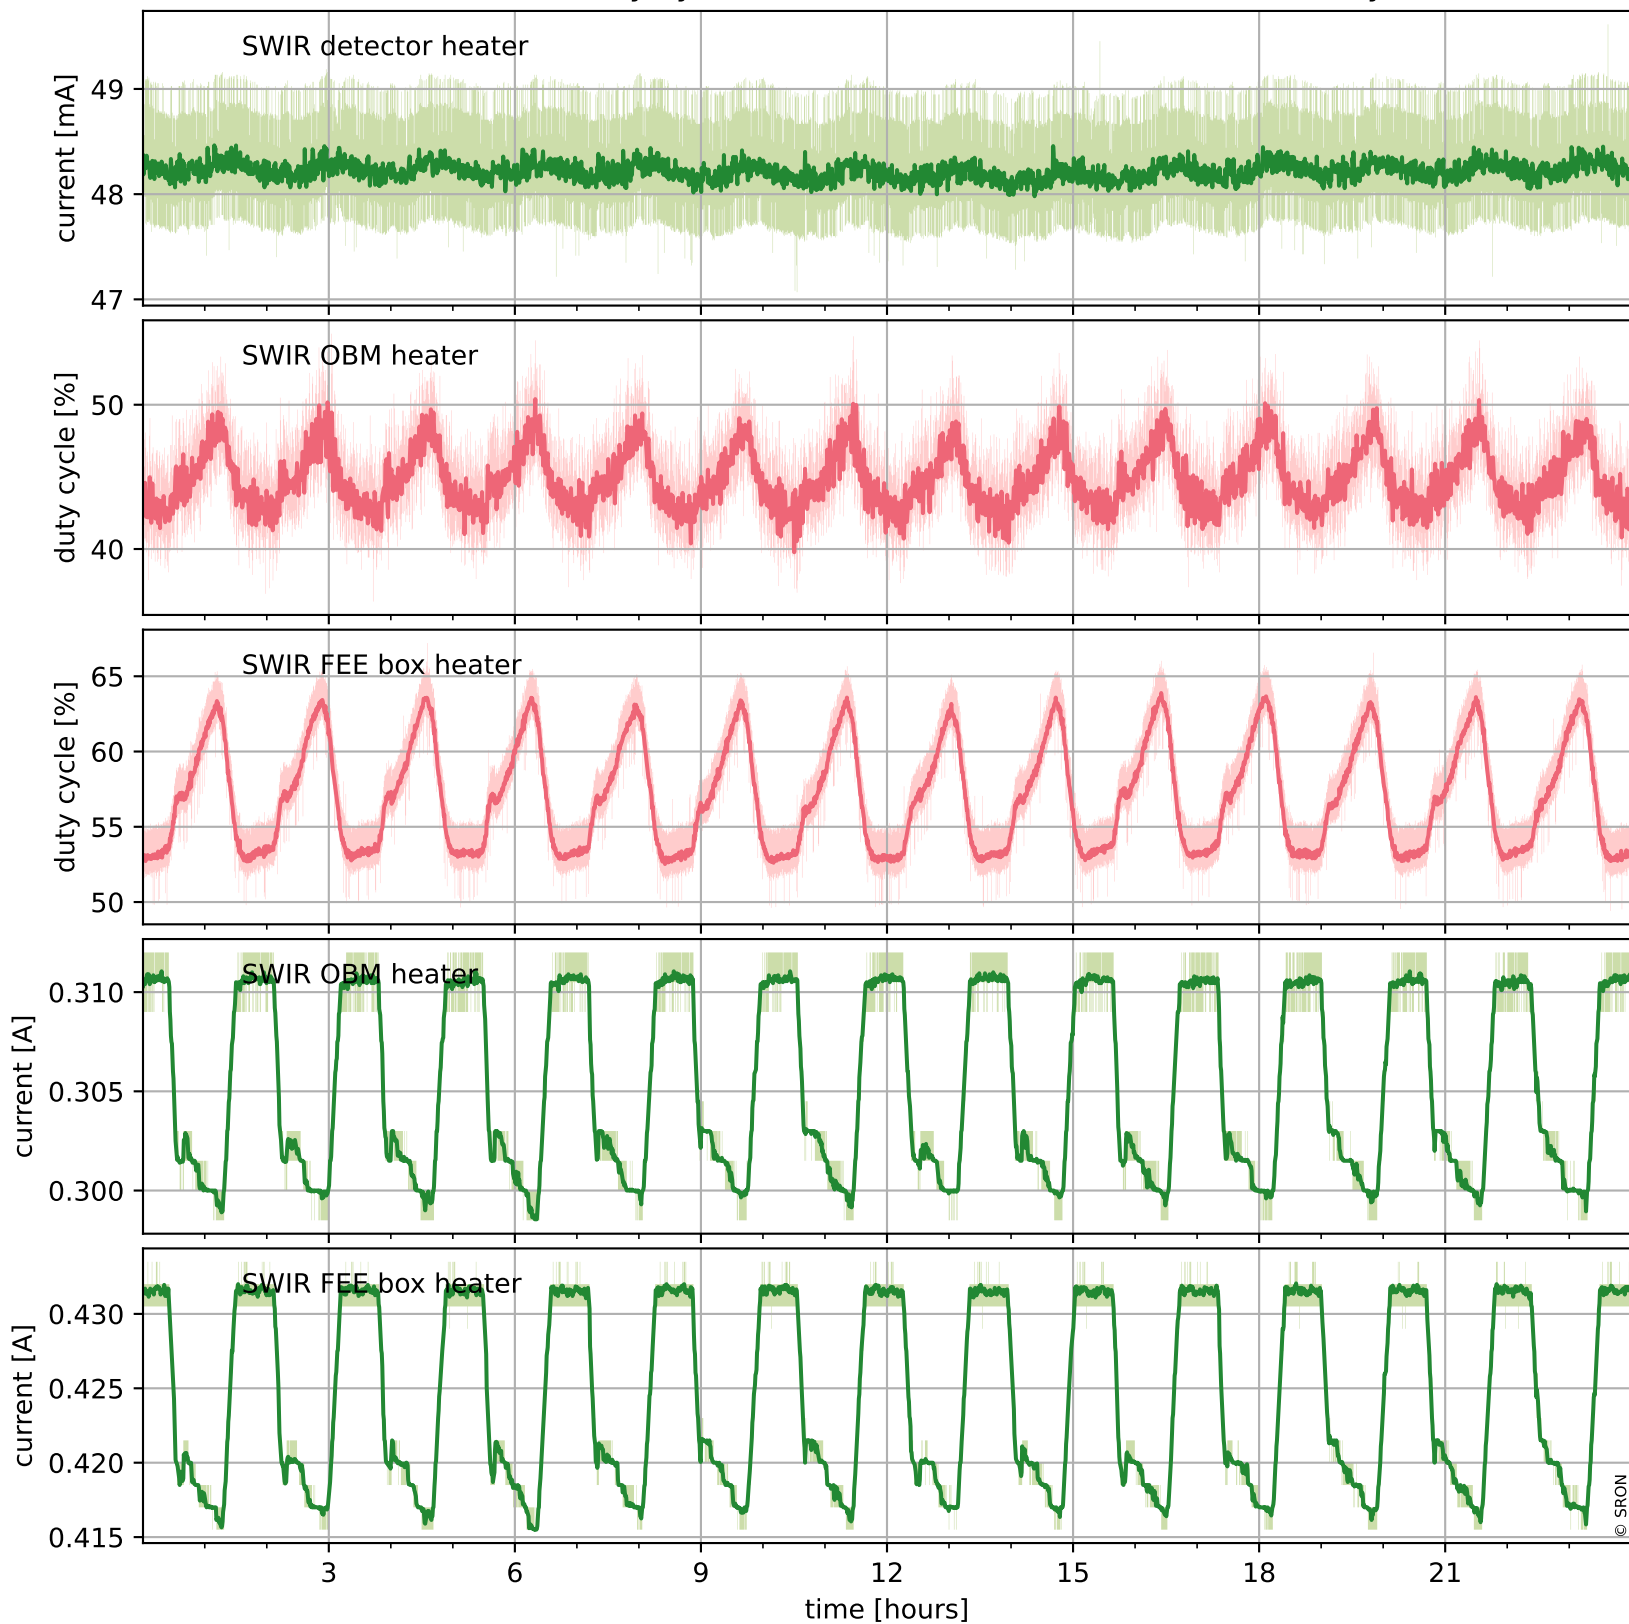 SWIR detector heater
current [mA]
49
48
47
SWIR OBM heater
duty cycle [%]
50
40
SWIR FEE box heater
duty cycle [%]
65
60
55
50
SWIR OBM heater
current [A]
0.310
0.305
0.300
SWIR FEE box heater
current [A]
0.430
0.425
0.420
0.415
© SRON
3 6 9 12 15 18 21
time [hours]